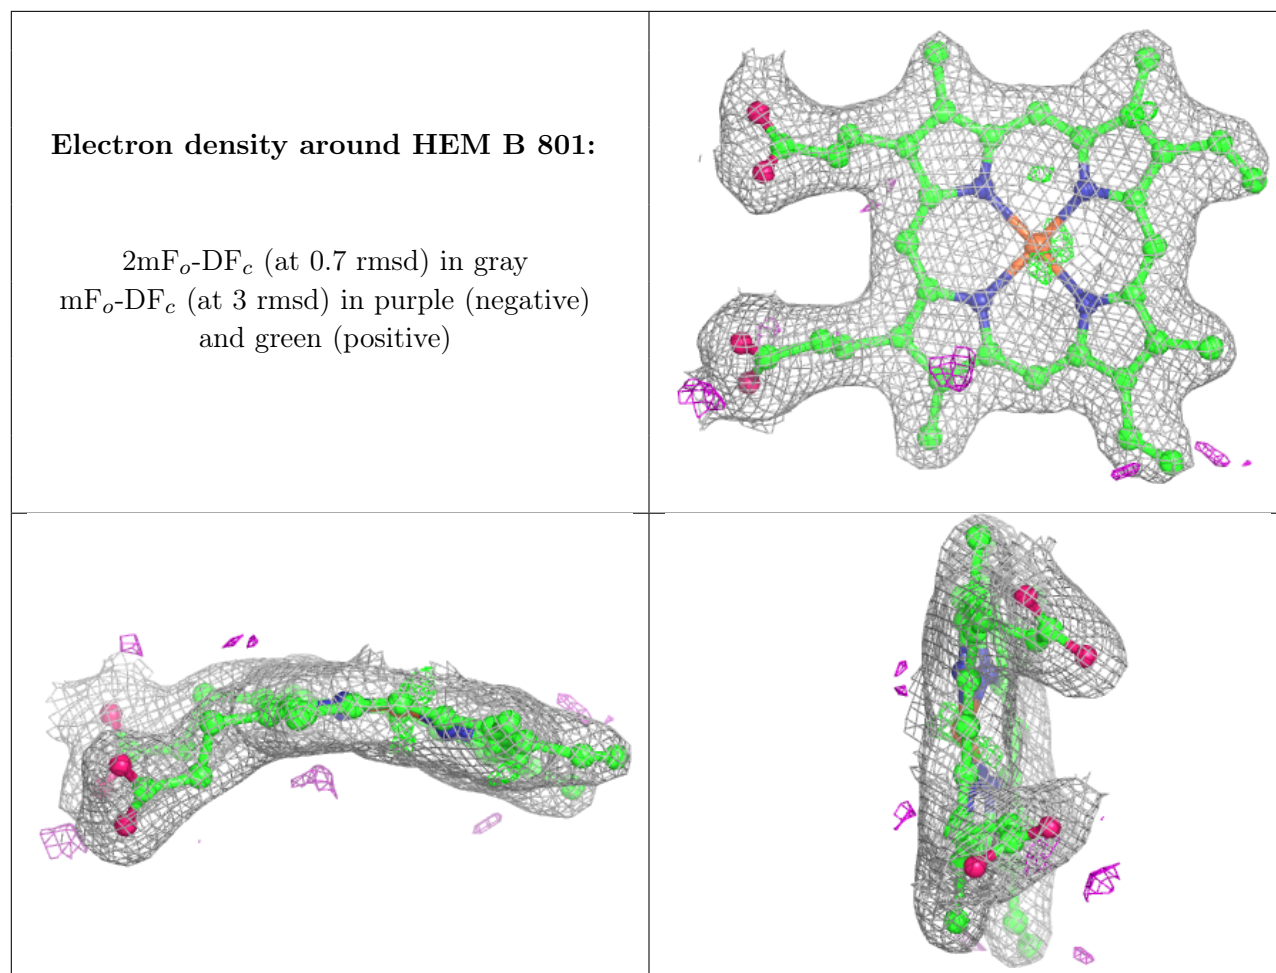 Electron density around HEM B 801:
2mFo-DFc (at 0.7 rmsd) in gray
mFo-DFc (at 3 rmsd) in purple (negative)
and green (positive)